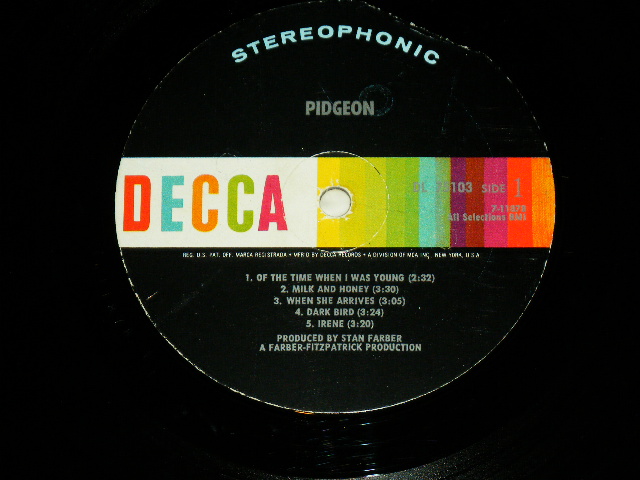 STEREOPHONIC
PIDGEON
DECCA
DL 75103 SIDE 1
All Selections BMI
REG. U.S. PAT. OFF. MARCA REGISTRADA • MFR'D BY DECCA RECORDS • A DIVISION OF MCA INC. NEW YORK, U.S.A
1. OF THE TIME WHEN I WAS YOUNG (2:32)
2. MILK AND HONEY (3:30)
3. WHEN SHE ARRIVES (3:05)
4. DARK BIRD (3:24)
5. IRENE (3:20)
PRODUCED BY STAN FARBER
A FARBER-FITZPATRICK PRODUCTION